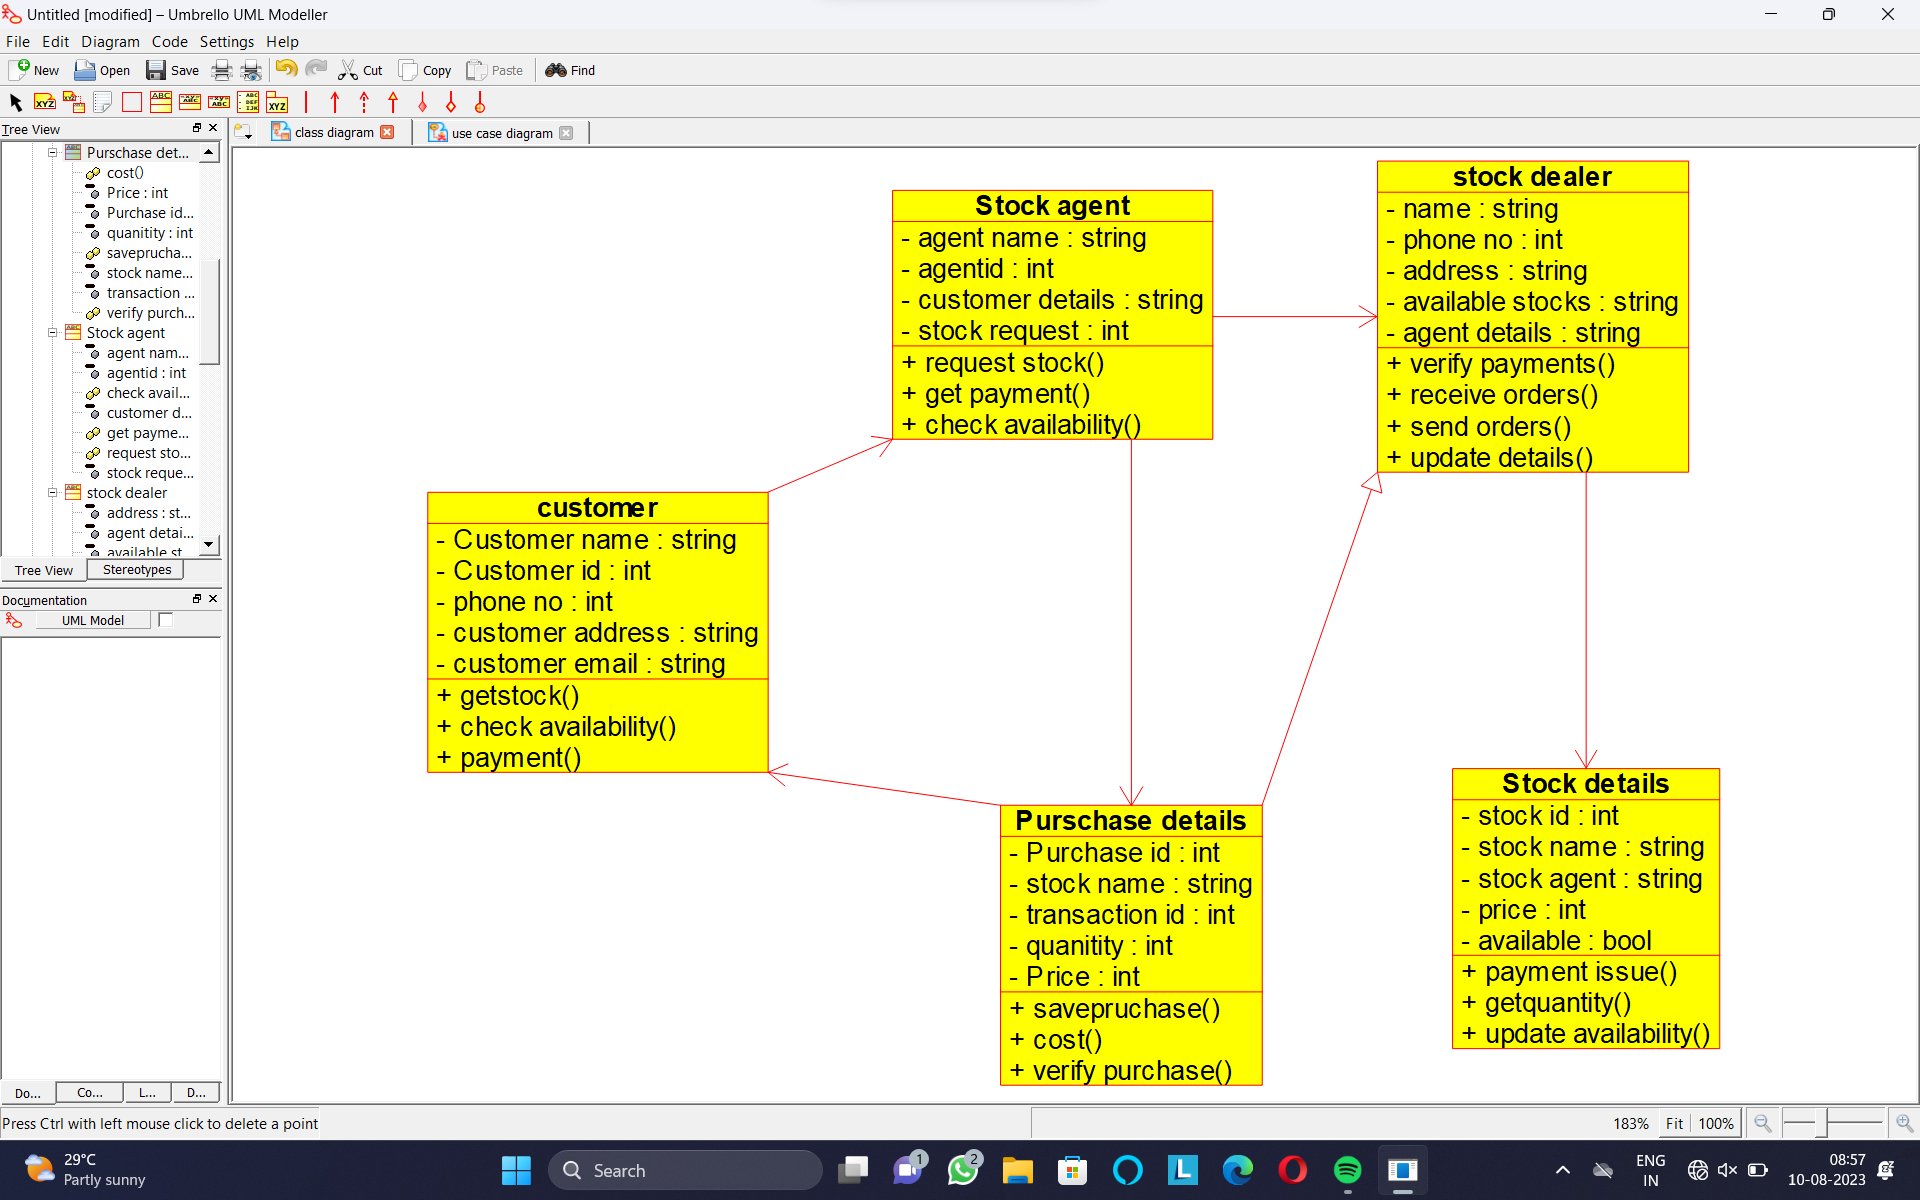 Untitled [modified] – Umbrello UML Modeller
File Edit Diagram Code Settings Help
New Open Save Cut Copy Paste Find
Tree View
class diagram
use case diagram
Purschase det...
cost()
Price : int
Purchase id...
quanitity : int
saveprucha...
stock name...
transaction ...
verify purch...
Stock agent
agent nam...
agentid : int
check avail...
customer d...
get payme...
request sto...
stock reque...
stock dealer
address : st...
agent detai...
available st
Tree View
Stereotypes
Documentation
UML Model
Do...
Co...
L...
D...
Stock agent
- agent name : string
- agentid : int
- customer details : string
- stock request : int
+ request stock()
+ get payment()
+ check availability()
stock dealer
- name : string
- phone no : int
- address : string
- available stocks : string
- agent details : string
+ verify payments()
+ receive orders()
+ send orders()
+ update details()
customer
- Customer name : string
- Customer id : int
- phone no : int
- customer address : string
- customer email : string
+ getstock()
+ check availability()
+ payment()
Purschase details
- Purchase id : int
- stock name : string
- transaction id : int
- quanitity : int
- Price : int
+ savepruchase()
+ cost()
+ verify purchase()
Stock details
- stock id : int
- stock name : string
- stock agent : string
- price : int
- available : bool
+ payment issue()
+ getquantity()
+ update availability()
Press Ctrl with left mouse click to delete a point
183%
Fit
100%
29°C
Partly sunny
Search
1
2
L
ENG
IN
08:57
10-08-2023